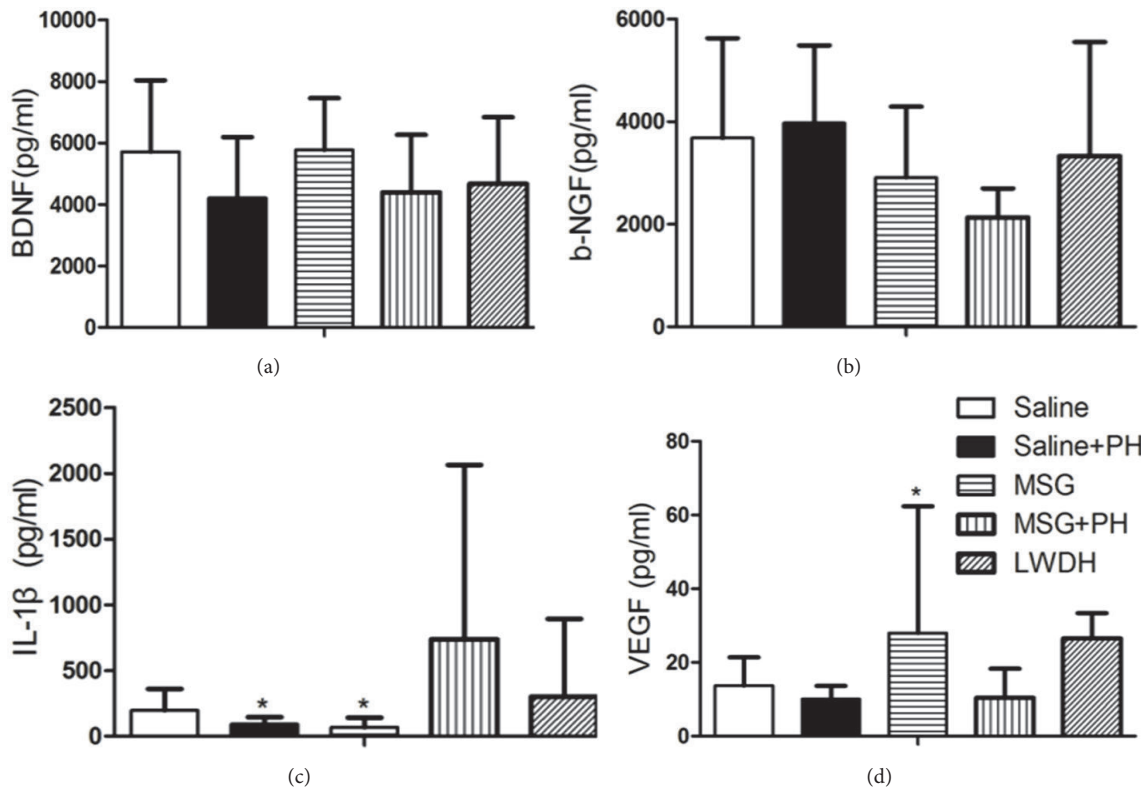 10000
8000
6000
4000
2000
0
BDNF(pg/ml)
(a)
6000
4000
2000
0
b-NGF(pg/ml)
(b)
2500
2000
1500
1000
500
0
IL-1β (pg/ml)
* *
(c)
80
60
40
20
0
VEGF (pg/ml)
*
Saline
Saline+PH
MSG
MSG+PH
LWDH
(d)